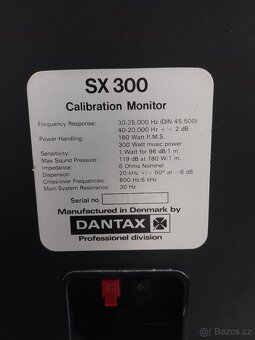 SX 300
Calibration Monitor
Frequency Response: 30-35.000 Hz (DIN 45.500)
40-20.000 Hz +/- 2 dB
Power Handling: 180 Watt R.M.S.
300 Watt music power
Sensitivity: 1 Watt for 96 dB/1 m.
Max Sound Pressure: 119 dB at 180 W/1 m.
Impedance: 6 Ohms Nominel
Dispersion: 20 kHz +/- 60° at -6 dB
Cross-over Frequencies: 800 Hz/6 kHz
Main System Resonance: 30 Hz
Serial no.
Manufactured in Denmark by
DANTAX
Professionel division
Bazoš.cz